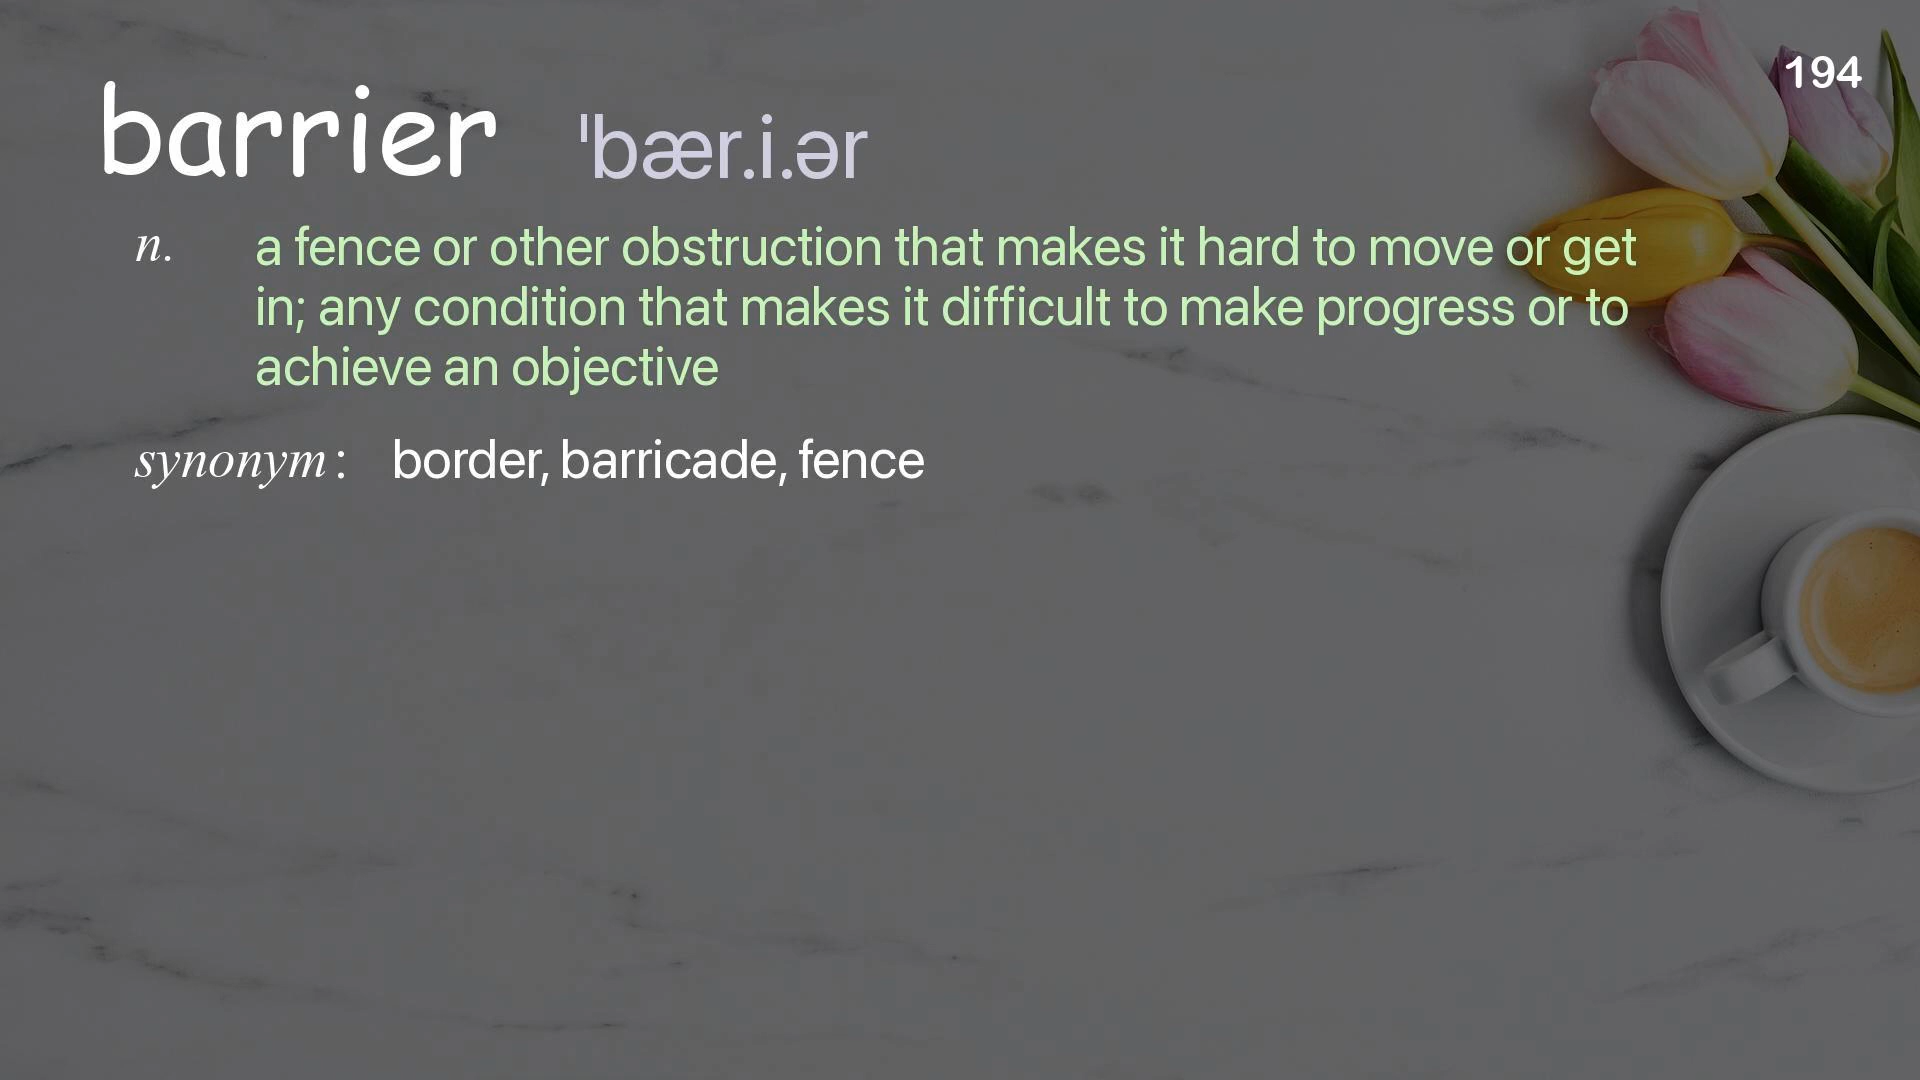 194
barrier ˈbær.i.ər
n. a fence or other obstruction that makes it hard to move or get
in; any condition that makes it difficult to make progress or to
achieve an objective
synonym: border, barricade, fence